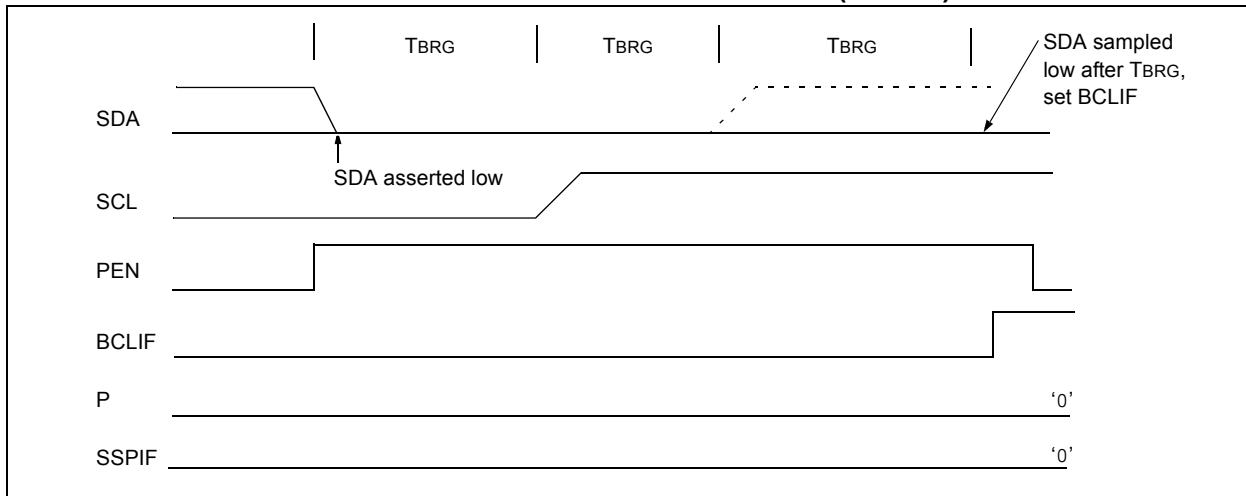 TBRG TBRG TBRG
SDA sampled
low after TBRG,
set BCLIF
SDA
SDA asserted low
SCL
PEN
BCLIF
P
‘0’
SSPIF
‘0’